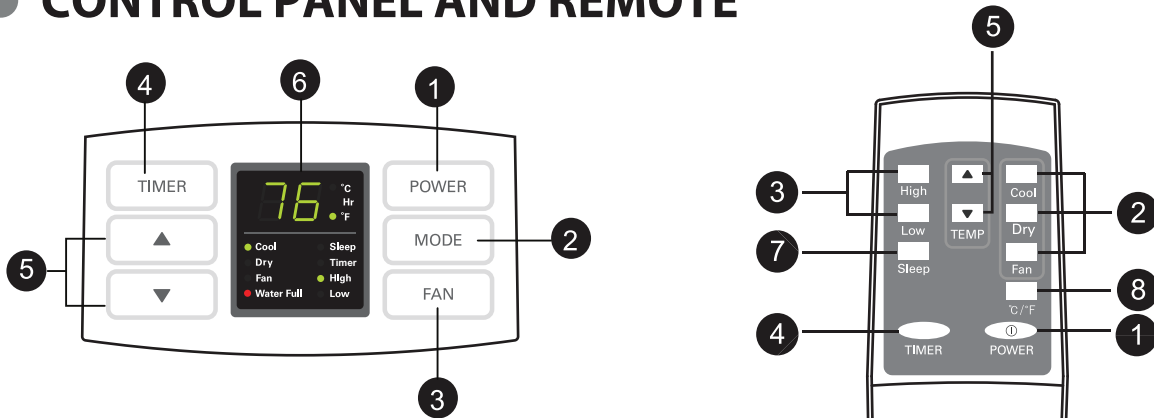 CONTROL PANEL AND REMOTE
4
6
1
TIMER
POWER
76
°C
Hr
°F
MODE
2
5
Cool
Sleep
Dry
Timer
Fan
HIgh
Water Full
Low
FAN
3
5
3
High
Cool
2
Low
TEMP
Dry
7
Sleep
Fan
8
°C/°F
4
1
TIMER
POWER